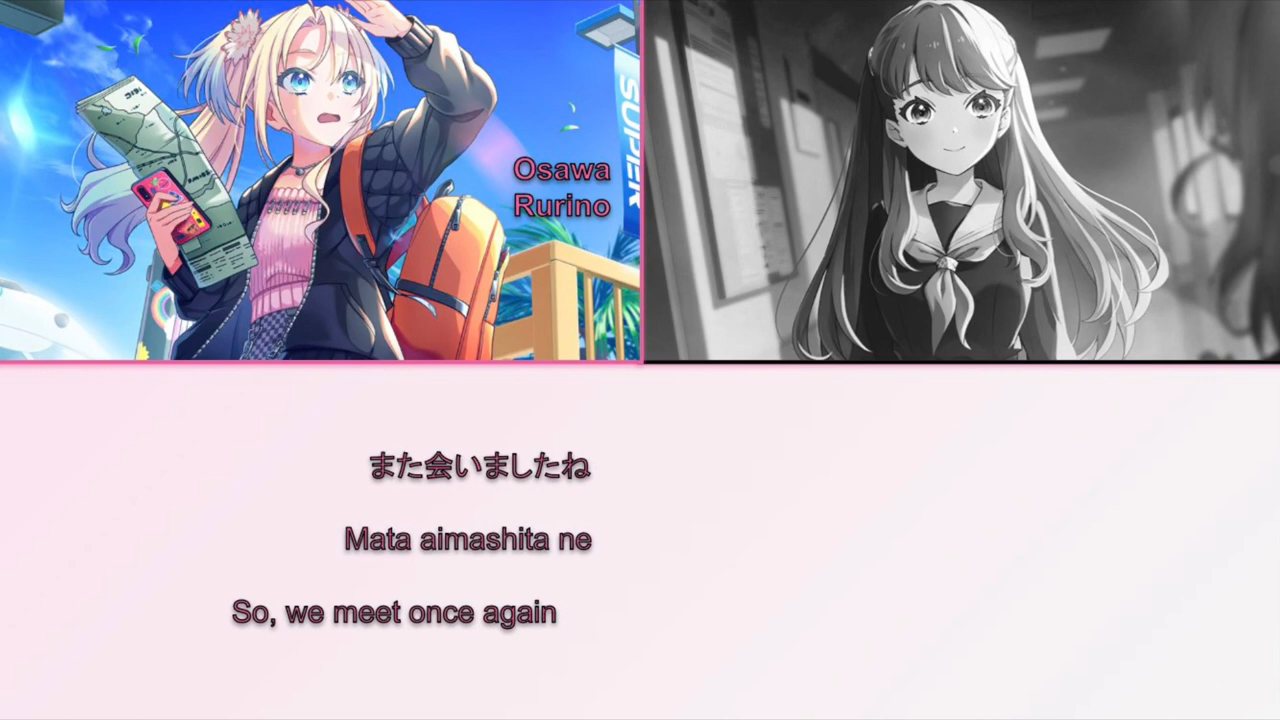 SUPER
Osawa
Rurino
また会いましたね
Mata aimashita ne
So, we meet once again